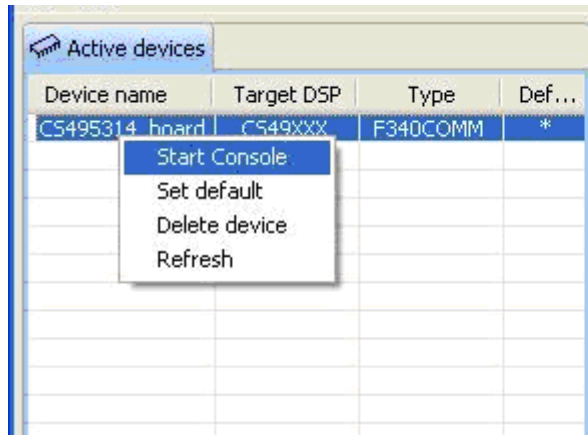 Active devices
Device name Target DSP Type Def...
CS495314_board CS49XXX F340COMM *
Start Console
Set default
Delete device
Refresh